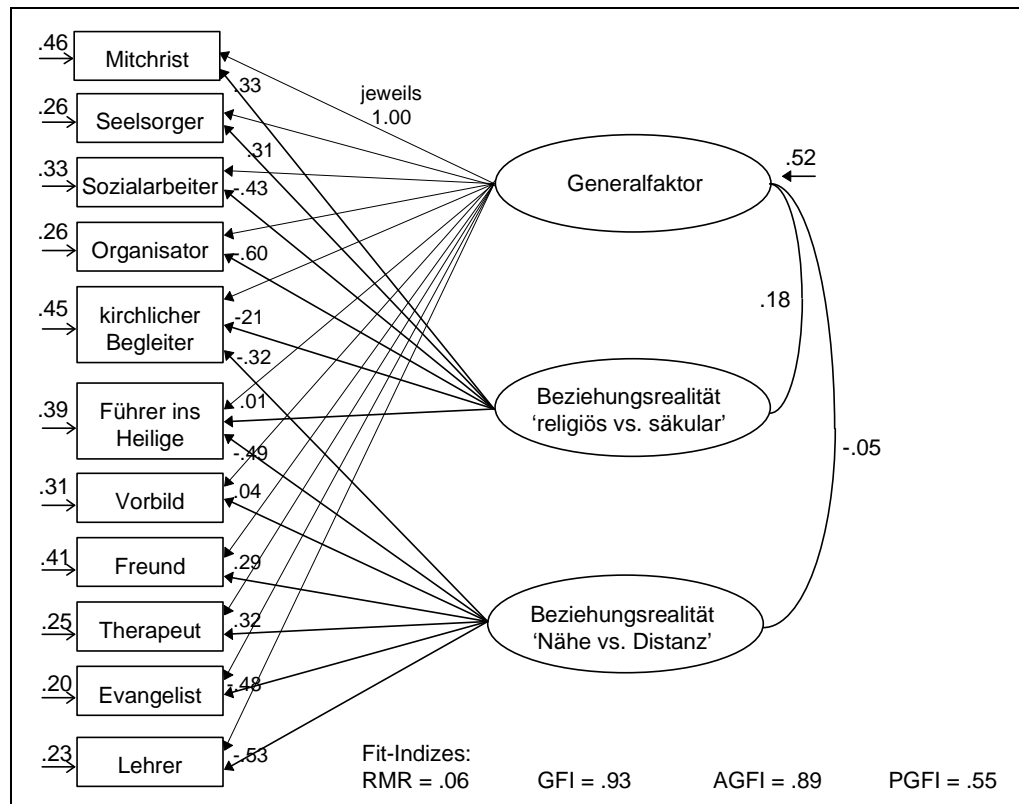 .46
Mitchrist
.33
jeweils
1.00
.26
Seelsorger
.31
.33
Sozialarbeiter
-.43
Generalfaktor
.52
.26
Organisator
-.60
.45
kirchlicher
Begleiter
-21
-.32
.18
.39
Führer ins
Heilige
.01
-.49
Beziehungsrealität
‘religiös vs. säkular’
-.05
.31
Vorbild
.04
.41
Freund
.29
.25
Therapeut
.32
Beziehungsrealität
‘Nähe vs. Distanz’
.20
Evangelist
-.48
.23
Lehrer
-.53
Fit-Indizes:
RMR = .06 GFI = .93 AGFI = .89 PGFI = .55